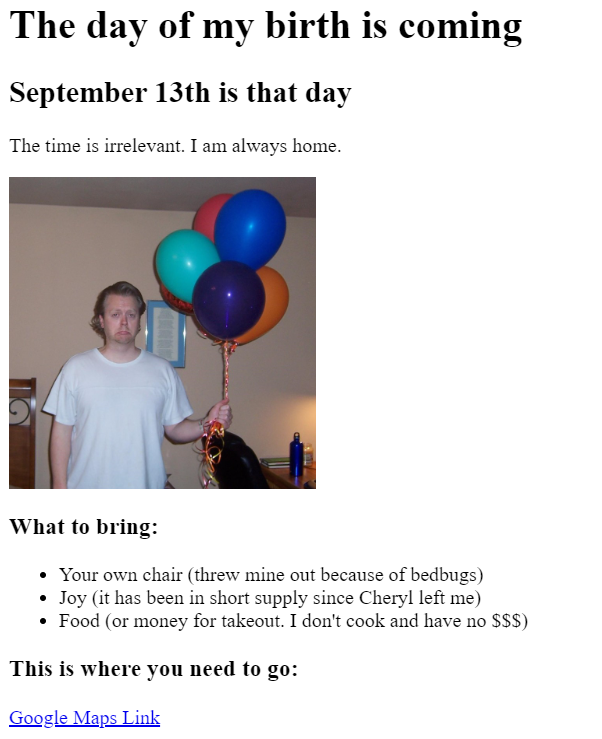 The day of my birth is coming
September 13th is that day
The time is irrelevant. I am always home.
What to bring:
Your own chair (threw mine out because of bedbugs)
Joy (it has been in short supply since Cheryl left me)
Food (or money for takeout. I don't cook and have no $$$)
This is where you need to go:
Google Maps Link